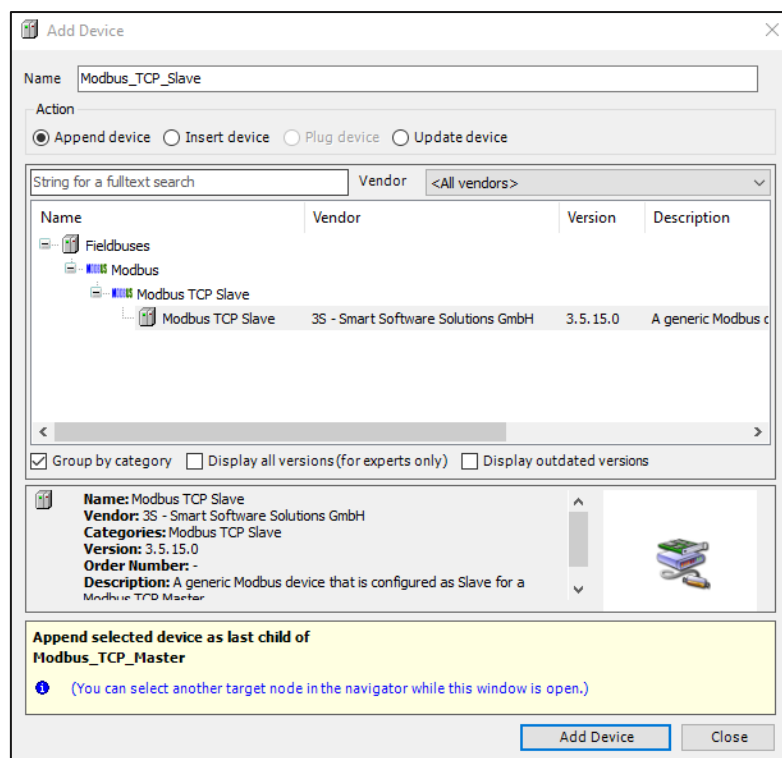 Add Device
Name Modbus_TCP_Slave
Action
Append device Insert device Plug device Update device
String for a fulltext search Vendor <All vendors>
Name Vendor Version Description
Fieldbuses
MODBUS Modbus
MODBUS Modbus TCP Slave
Modbus TCP Slave 3S - Smart Software Solutions GmbH 3.5.15.0 A generic Modbus d
Group by category Display all versions (for experts only) Display outdated versions
Name: Modbus TCP Slave
Vendor: 3S - Smart Software Solutions GmbH
Categories: Modbus TCP Slave
Version: 3.5.15.0
Order Number: -
Description: A generic Modbus device that is configured as Slave for a
Modbus TCP Master
Append selected device as last child of
Modbus_TCP_Master
(You can select another target node in the navigator while this window is open.)
Add Device Close